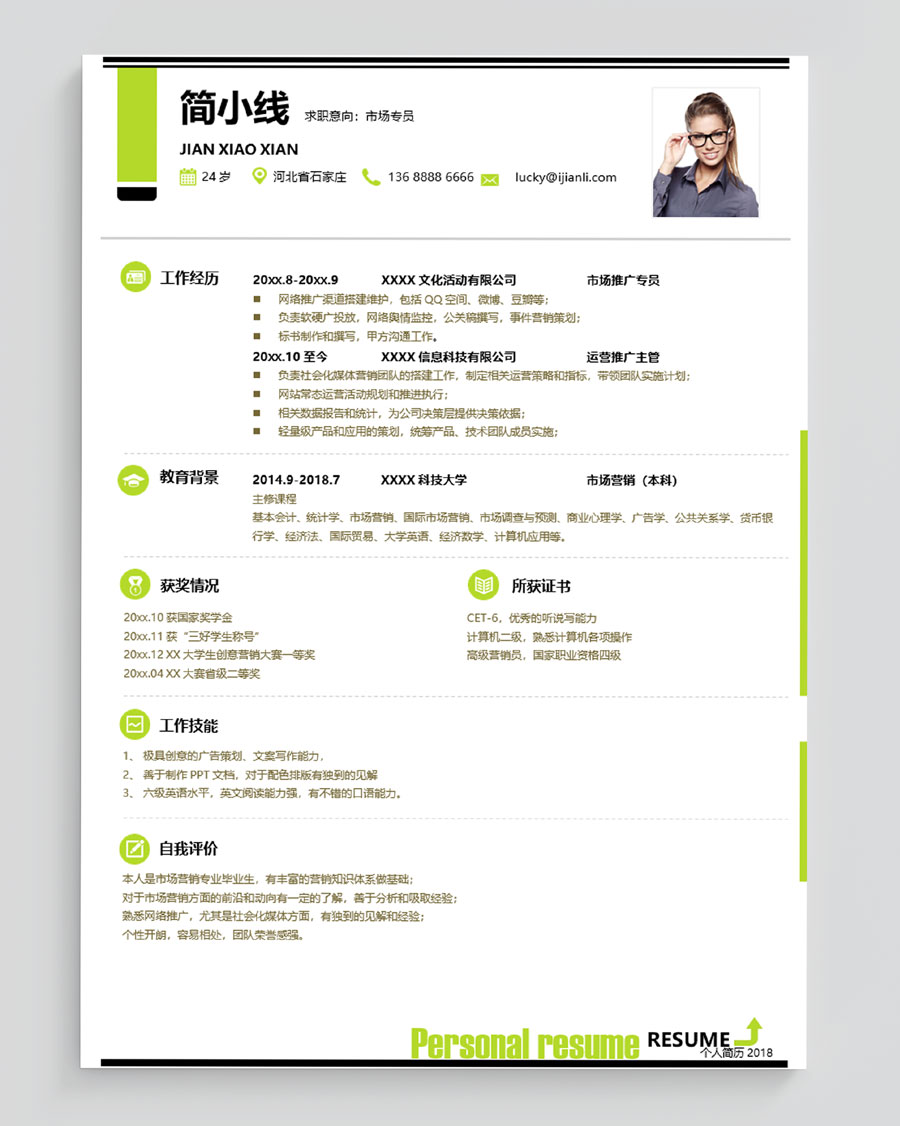 简小线 求职意向：市场专员
JIAN XIAO XIAN
24 岁 河北省石家庄 136 8888 6666 lucky@ijianli.com
工作经历
20xx.8-20xx.9 XXXX 文化活动有限公司 市场推广专员
网络推广渠道搭建维护，包括 QQ 空间、微博、豆瓣等；
负责软硬广投放，网络舆情监控，公关稿撰写，事件营销策划；
标书制作和撰写，甲方沟通工作。
20xx.10 至今 XXXX 信息科技有限公司 运营推广主管
负责社会化媒体营销团队的搭建工作，制定相关运营策略和指标，带领团队实施计划；
网站常态运营活动规划和推进执行；
相关数据报告和统计，为公司决策层提供决策依据；
轻量级产品和应用的策划，统筹产品、技术团队成员实施；
教育背景
2014.9-2018.7 XXXX 科技大学 市场营销（本科）
主修课程
基本会计、统计学、市场营销、国际市场营销、市场调查与预测、商业心理学、广告学、公共关系学、货币银
行学、经济法、国际贸易、大学英语、经济数学、计算机应用等。
获奖情况
20xx.10 获国家奖学金
20xx.11 获“三好学生称号”
20xx.12 XX 大学生创意营销大赛一等奖
20xx.04 XX 大赛省级二等奖
所获证书
CET-6，优秀的听说写能力
计算机二级，熟悉计算机各项操作
高级营销员，国家职业资格四级
工作技能
1、 极具创意的广告策划、文案写作能力，
2、 善于制作 PPT 文档，对于配色排版有独到的见解
3、 六级英语水平，英文阅读能力强，有不错的口语能力。
自我评价
本人是市场营销专业毕业生，有丰富的营销知识体系做基础；
对于市场营销方面的前沿和动向有一定的了解，善于分析和吸取经验；
熟悉网络推广，尤其是社会化媒体方面，有独到的见解和经验；
个性开朗，容易相处，团队荣誉感强。
Personal resume RESUME
个人简历 2018